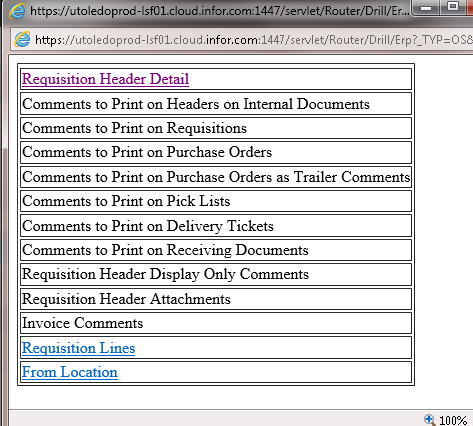 https://utoledoprod-lsf01.cloud.infor.com:1447/servlet/Router/Drill/Er...
https://utoledoprod-lsf01.cloud.infor.com:1447/servlet/Router/Drill/Erp?_TYP=OS&
Requisition Header Detail
Comments to Print on Headers on Internal Documents
Comments to Print on Requisitions
Comments to Print on Purchase Orders
Comments to Print on Purchase Orders as Trailer Comments
Comments to Print on Pick Lists
Comments to Print on Delivery Tickets
Comments to Print on Receiving Documents
Requisition Header Display Only Comments
Requisition Header Attachments
Invoice Comments
Requisition Lines
From Location
100%